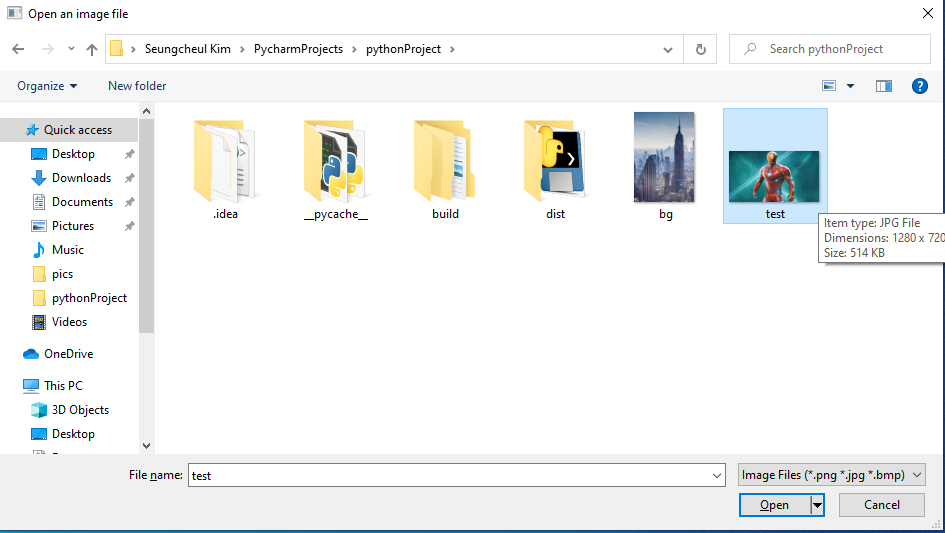 Open an image file
Seungcheul Kim > PycharmProjects > pythonProject >
Search pythonProject
Organize
New folder
Quick access
Desktop
Downloads
Documents
Pictures
Music
pics
pythonProject
Videos
OneDrive
This PC
3D Objects
Desktop
.idea
__pycache__
build
dist
bg
test
Item type: JPG File
Dimensions: 1280 x 720
Size: 514 KB
File name:
test
Image Files (*.png *.jpg *.bmp)
Open
Cancel